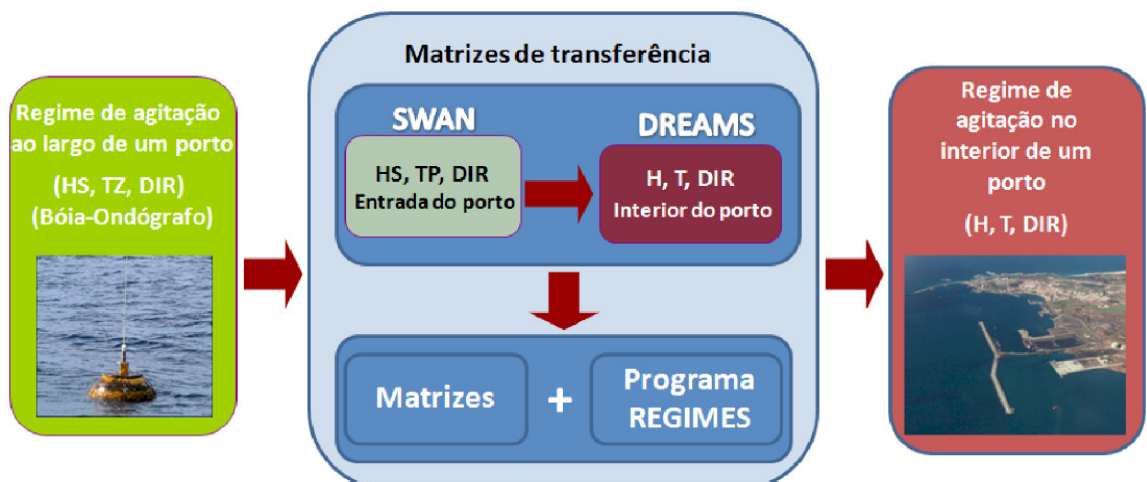 Regime de agitação
ao largo de um porto
(HS, TZ, DIR)
(Bóia-Ondógrafo)
Matrizes de transferência
SWAN
HS, TP, DIR
Entrada do porto
DREAMS
H, T, DIR
Interior do porto
Matrizes
+
Programa
REGIMES
Regime de
agitação no
interior de um
porto
(H, T, DIR)